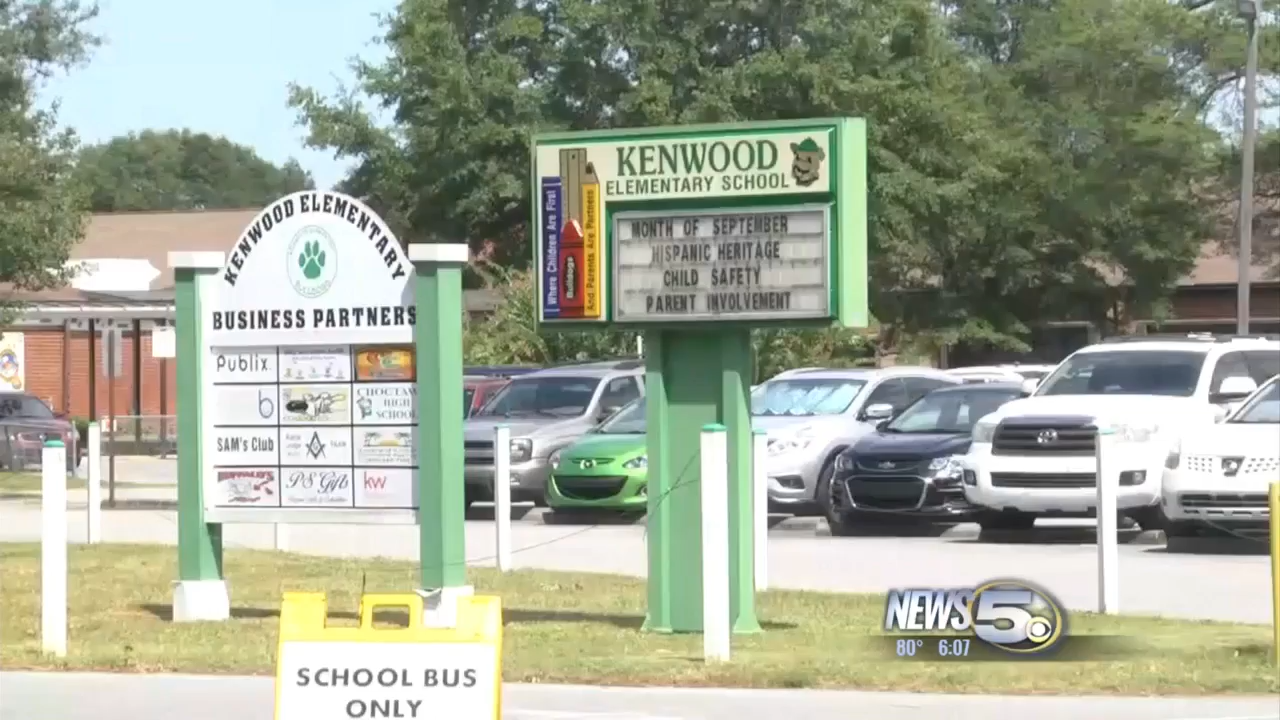 KENWOOD ELEMENTARY
BUSINESS PARTNERS
Publix
b
CHOCTAW
HIGH
SCHOOL
SAM's Club
PS Gifts
kw
KENWOOD
ELEMENTARY SCHOOL
Where Children Are First
Bulldogs
And Parents Are Partners
MONTH OF SEPTEMBER
HISPANIC HERITAGE
CHILD SAFETY
PARENT INVOLVEMENT
SCHOOL BUS
ONLY
NEWS 5
80° 6:07